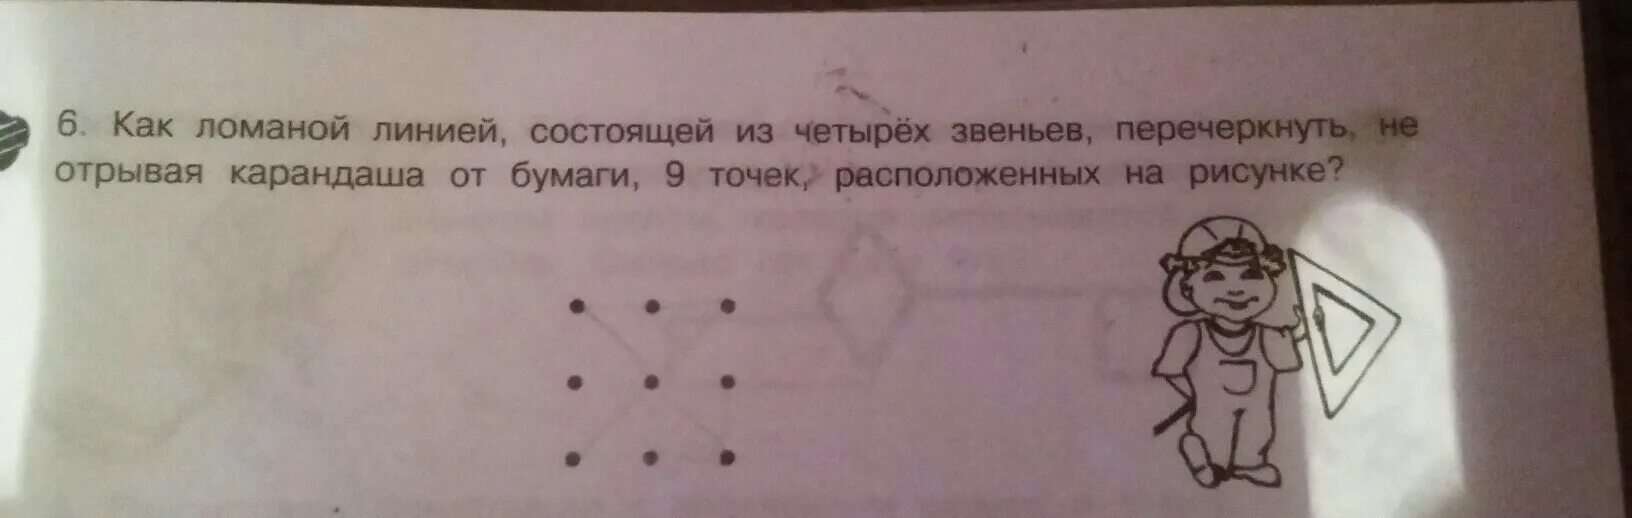 6. Как ломаной линией, состоящей из четырёх звеньев, перечеркнуть, не
отрывая карандаша от бумаги, 9 точек, расположенных на рисунке?